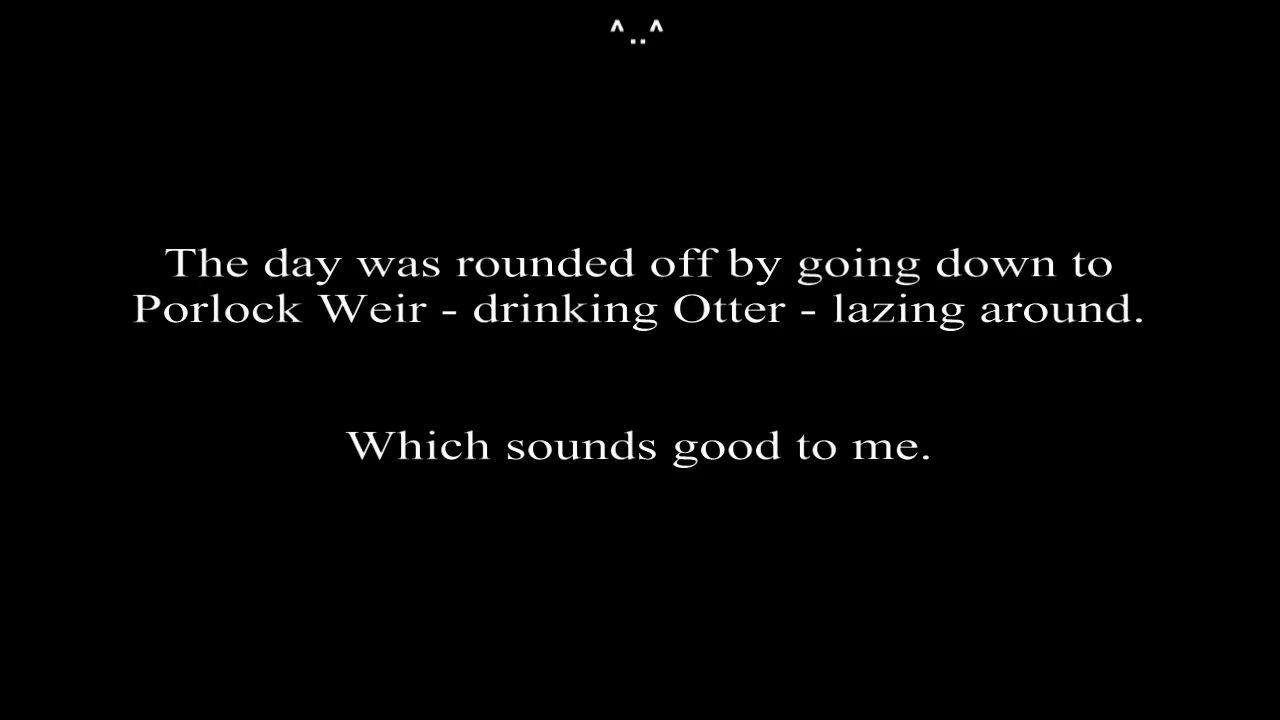 ^..^
The day was rounded off by going down to
Porlock Weir - drinking Otter - lazing around.
Which sounds good to me.